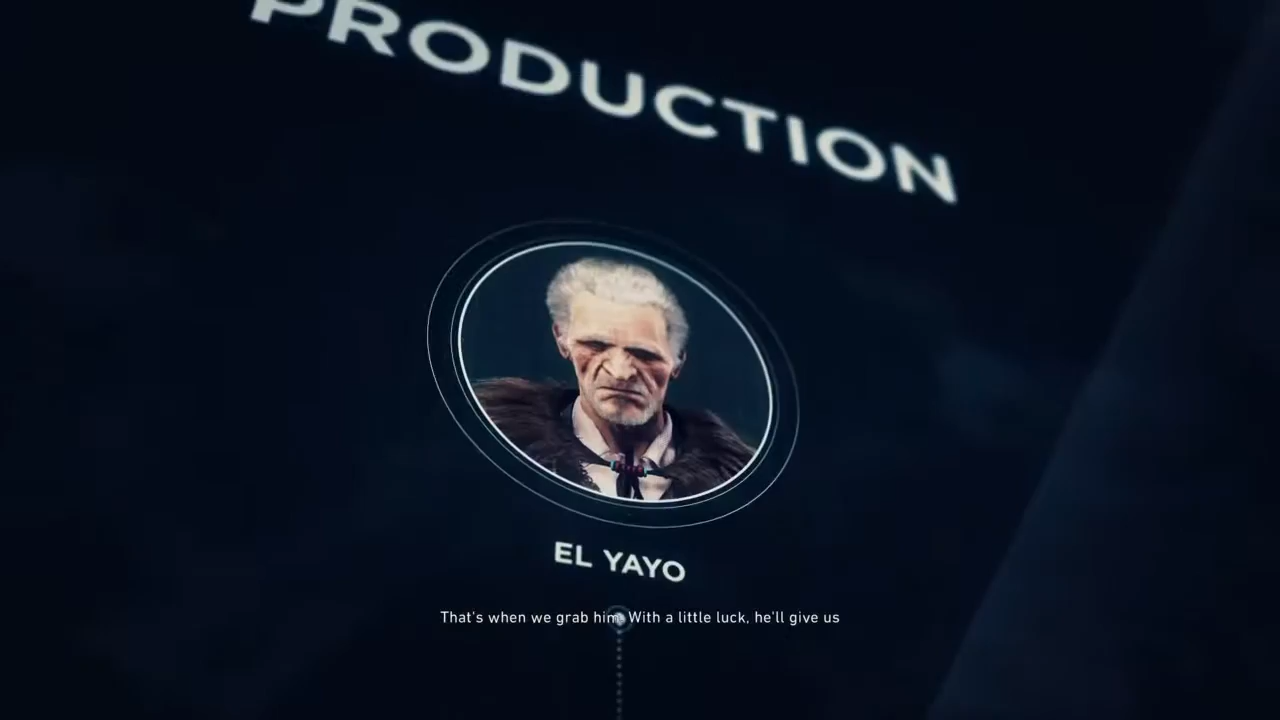 PRODUCTION
EL YAYO
That's when we grab him. With a little luck, he'll give us